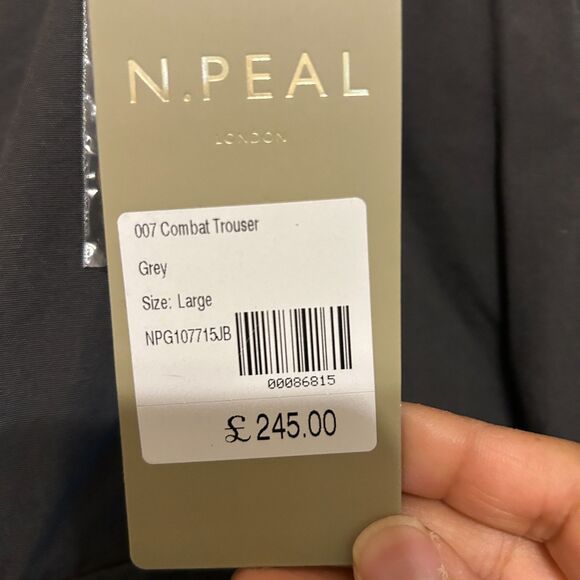 N.PEAL
LONDON
007 Combat Trouser
Grey
Size: Large
NPG107715JB
00086815
£245.00